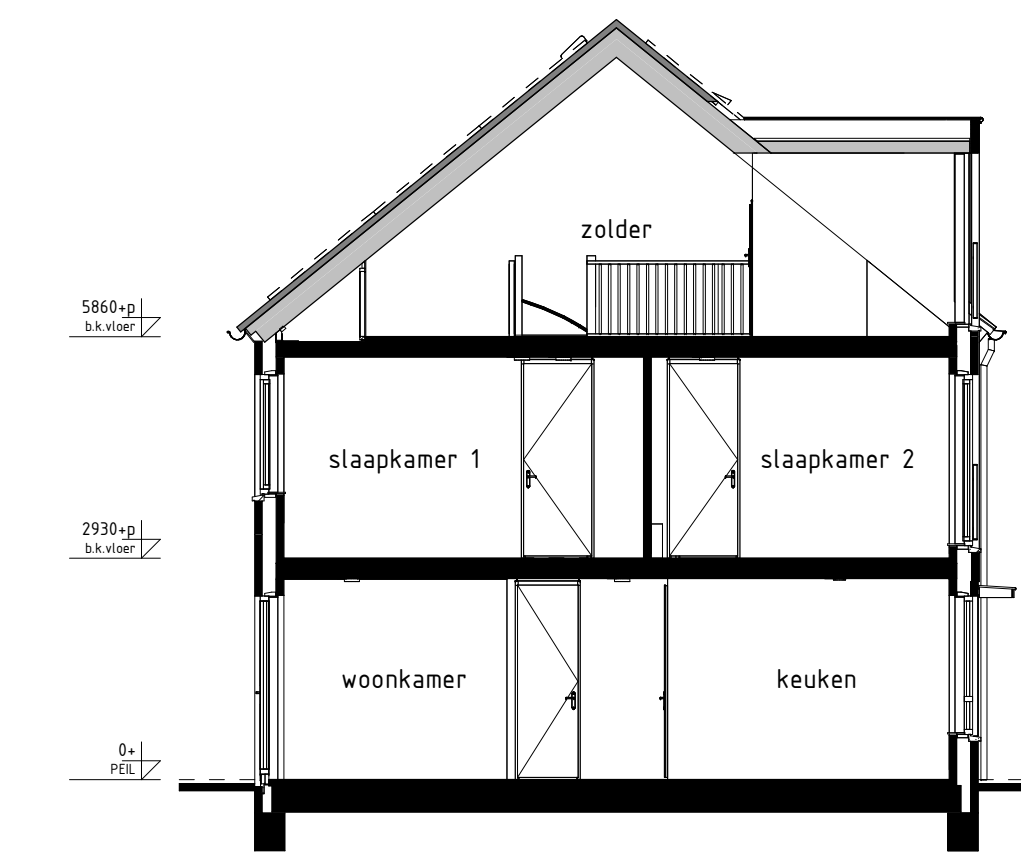 zolder
5860+p
b.k.vloer
slaapkamer 1
slaapkamer 2
2930+p
b.k.vloer
woonkamer
keuken
0+
PEIL